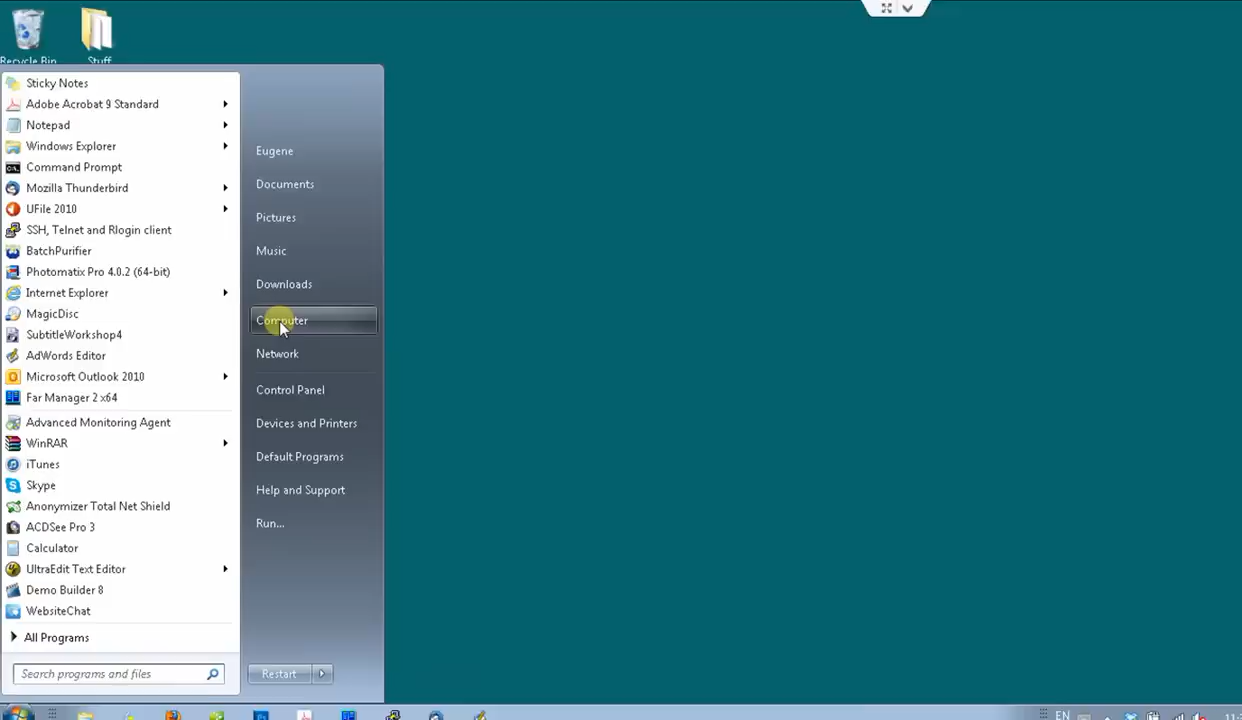 Recycle Bin
Stuff
Sticky Notes
Adobe Acrobat 9 Standard
Notepad
Windows Explorer
Command Prompt
Mozilla Thunderbird
UFile 2010
SSH, Telnet and Rlogin client
BatchPurifier
Photomatix Pro 4.0.2 (64-bit)
Internet Explorer
MagicDisc
SubtitleWorkshop4
AdWords Editor
Microsoft Outlook 2010
Far Manager 2 x64
Advanced Monitoring Agent
WinRAR
iTunes
Skype
Anonymizer Total Net Shield
ACDSee Pro 3
Calculator
UltraEdit Text Editor
Demo Builder 8
WebsiteChat
All Programs
Search programs and files
Eugene
Documents
Pictures
Music
Downloads
Computer
Network
Control Panel
Devices and Printers
Default Programs
Help and Support
Run...
Restart
EN